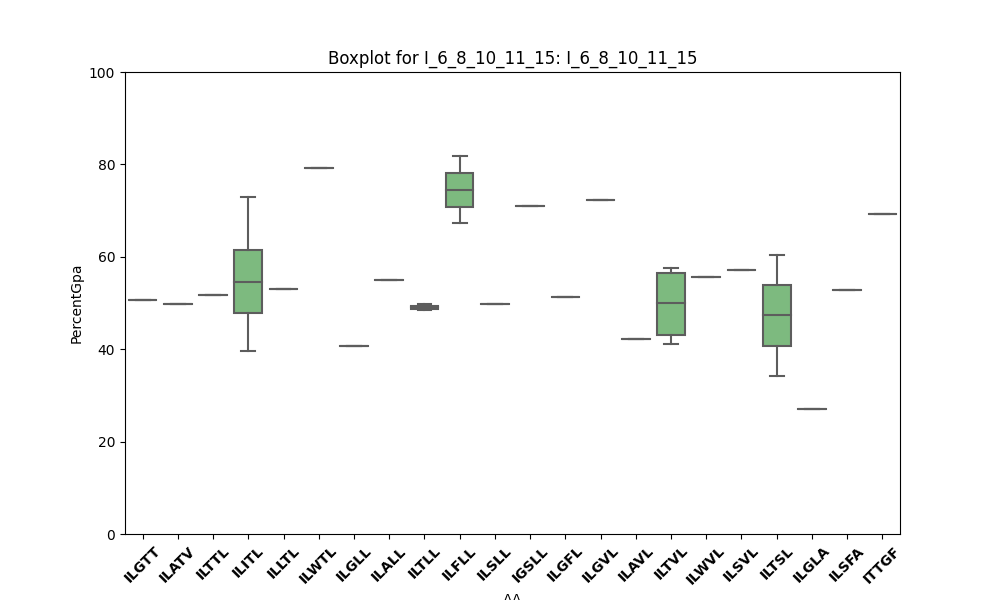 Boxplot for I_6_8_10_11_15: I_6_8_10_11_15
PercentGpa
100
80
60
40
20
0
ILGTT
ILATV
ILTTL
ILITL
ILLTL
ILWTL
ILGLL
ILALL
ILTLL
ILFLL
ILSLL
IGSLL
ILGFL
ILGVL
ILAVL
ILTVL
ILWVL
ILSVL
ILTSL
ILGLA
ILSFA
ITTGF
AA